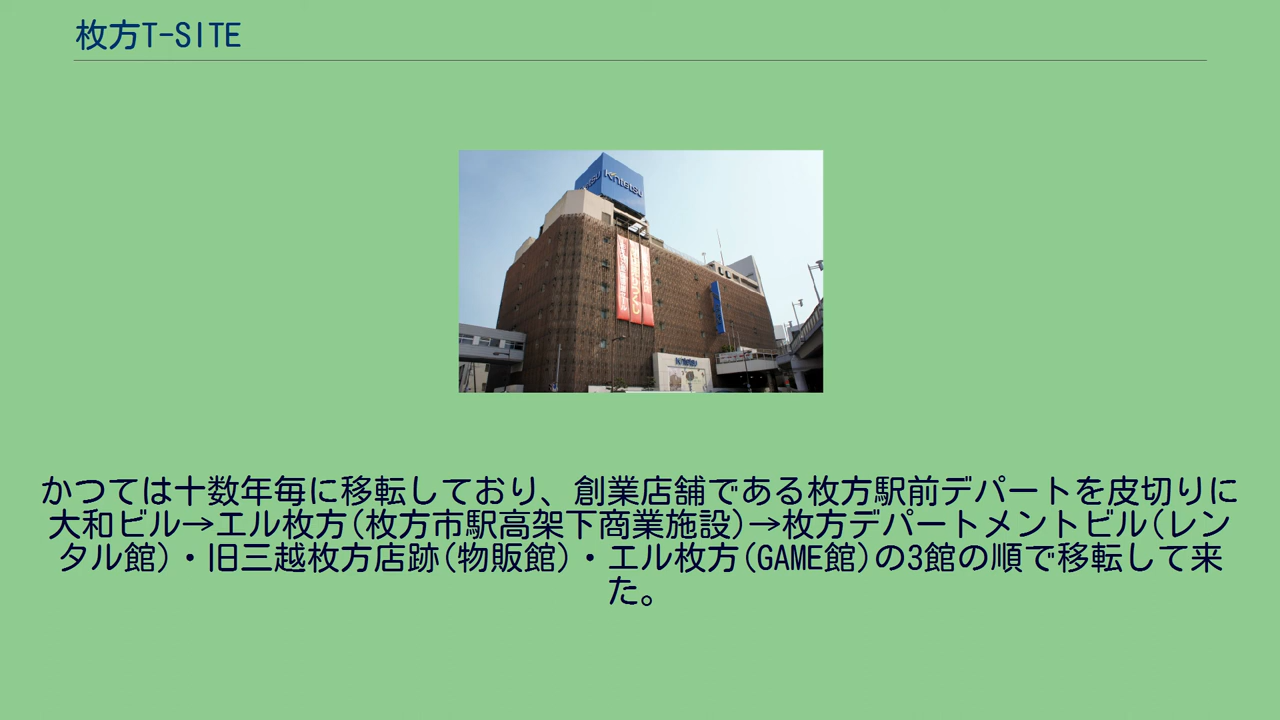 枚方T-SITE
かつては十数年毎に移転しており、創業店舗である枚方駅前デパートを皮切りに
大和ビル→エル枚方(枚方市駅高架下商業施設)→枚方デパートメントビル(レン
タル館)・旧三越枚方店跡(物販館)・エル枚方(GAME館)の3館の順で移転して来
た。